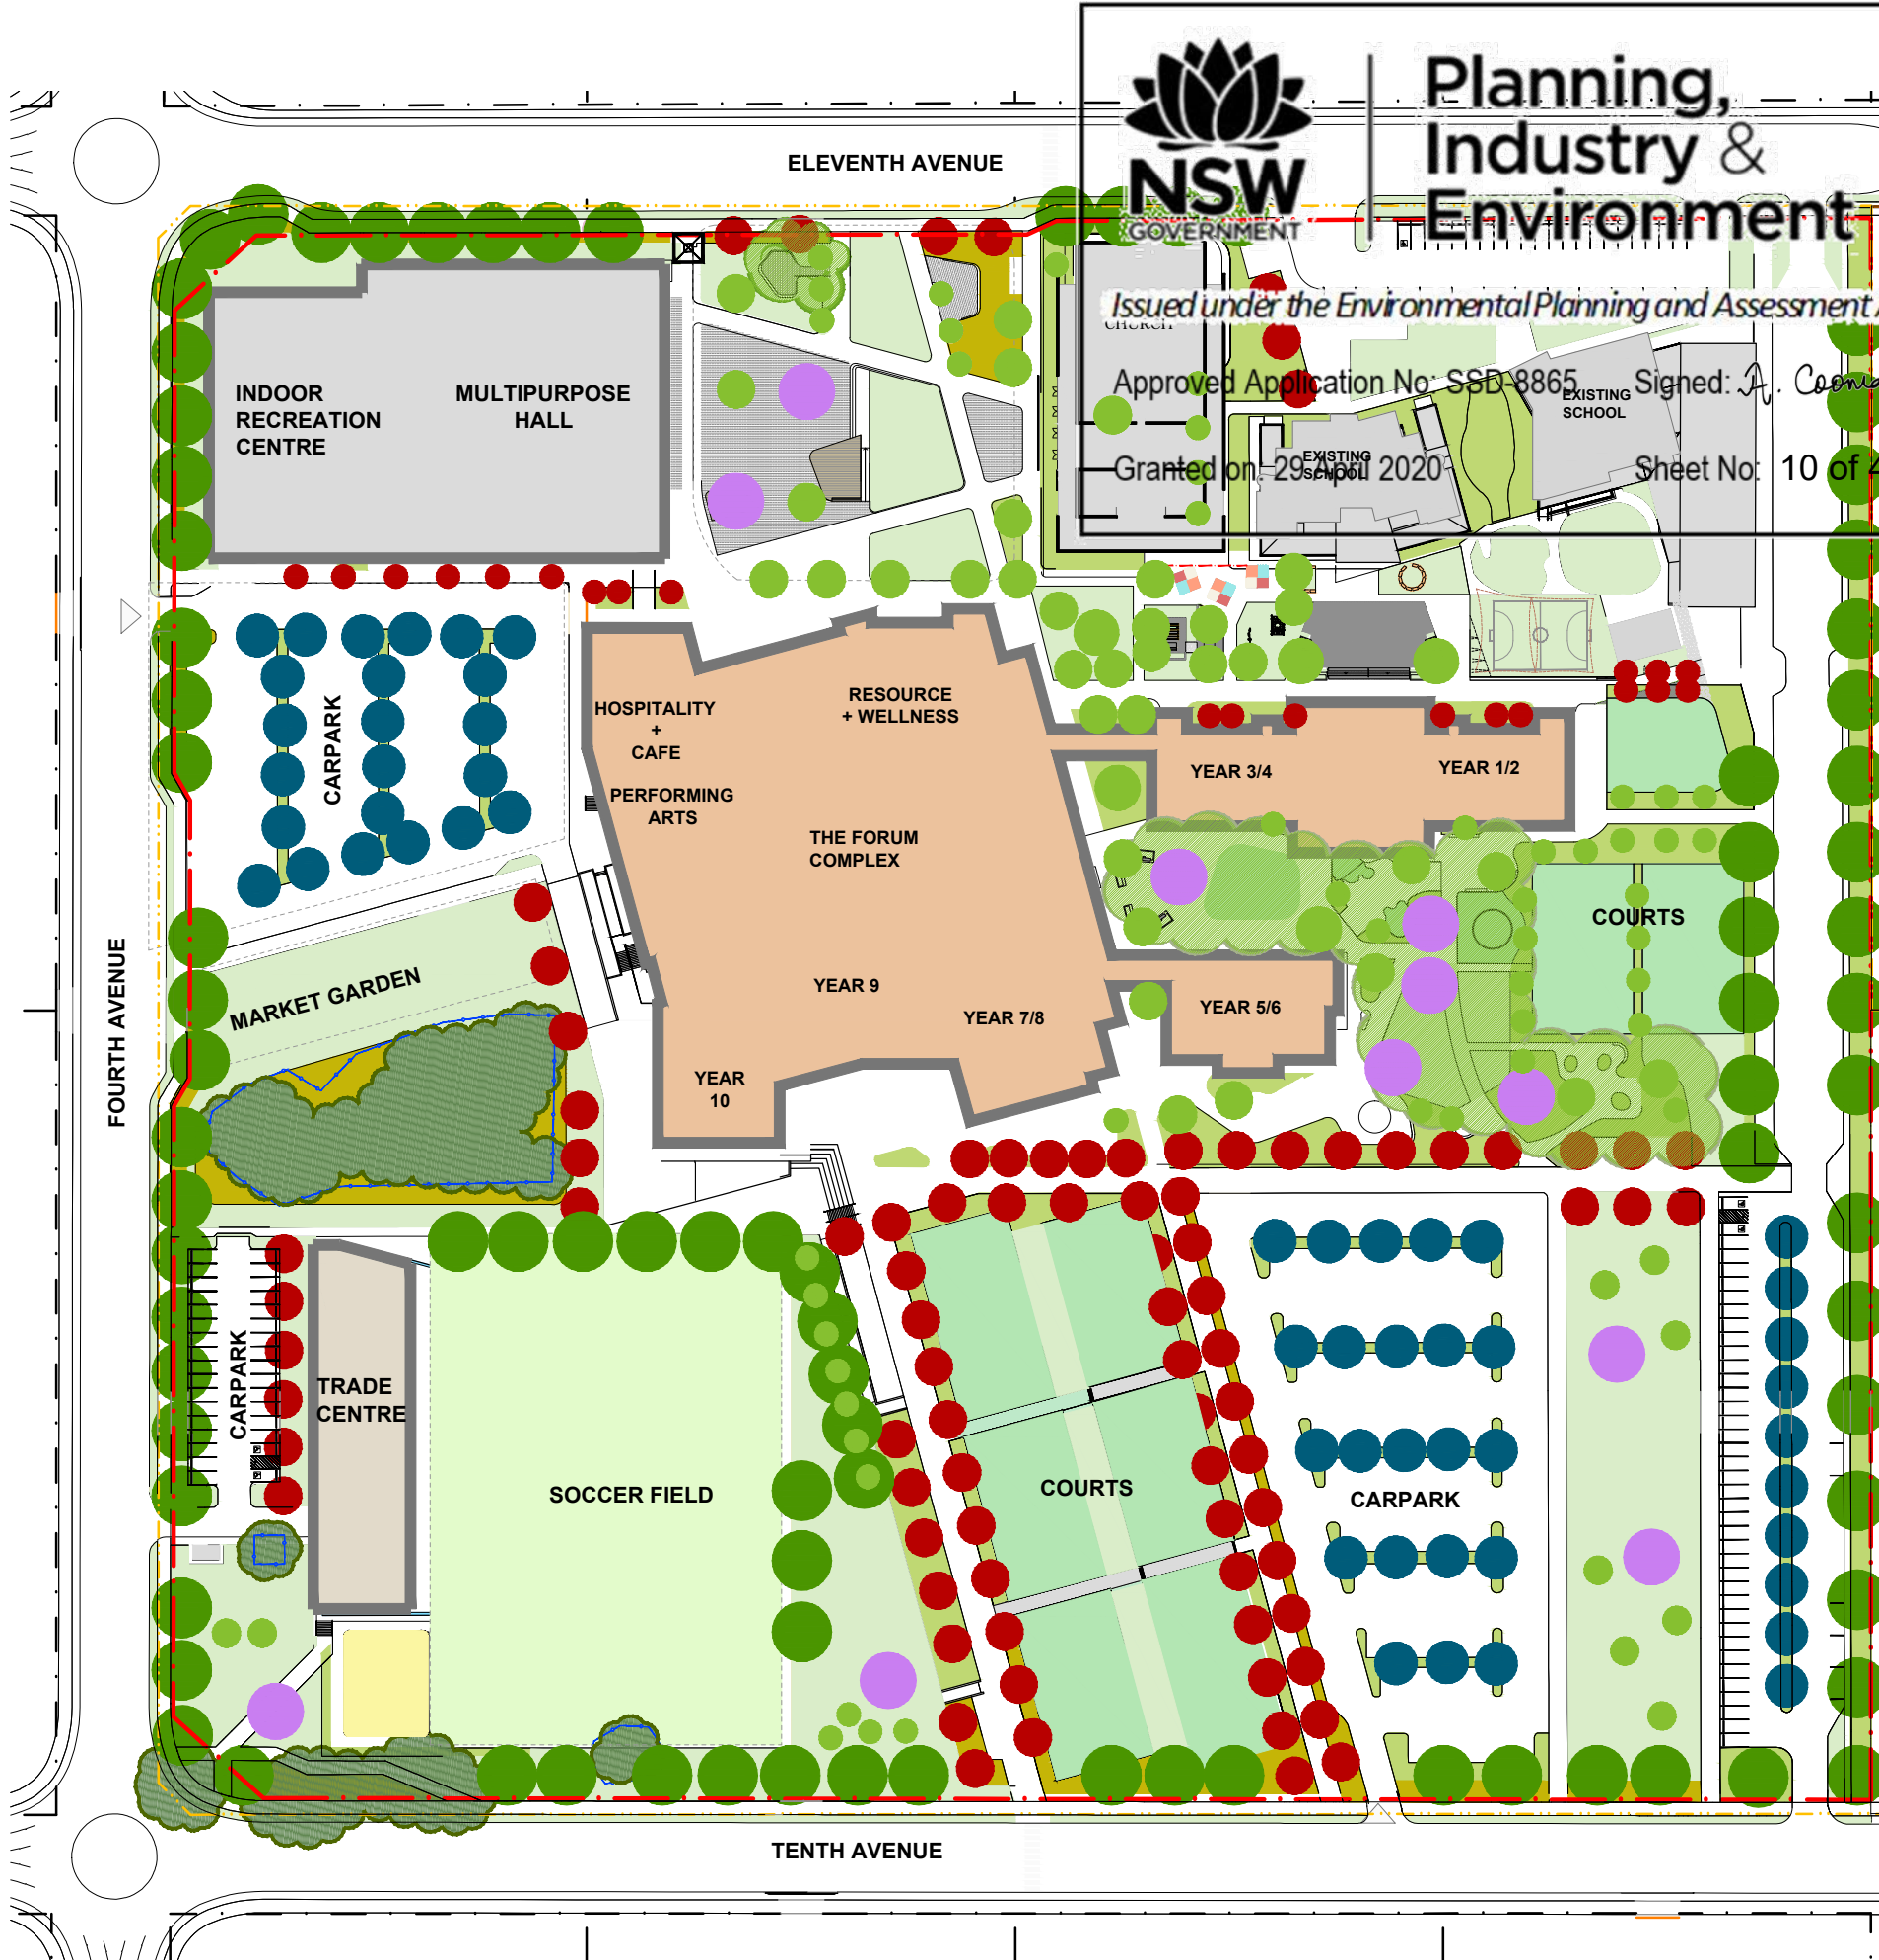 Planning,
Industry &
Environment
NSW
GOVERNMENT
Issued under the Environmental Planning and Assessment
Approved Application No: SSD-8865
Signed: A.
Granted on: 29 April 2020
Sheet No: 10 of 4
ELEVENTH AVENUE
CHURCH
EXISTING
SCHOOL
EXISTING
SCHOOL
INDOOR
RECREATION
CENTRE
MULTIPURPOSE
HALL
CARPARK
HOSPITALITY
+
CAFE
RESOURCE
+ WELLNESS
PERFORMING
ARTS
THE FORUM
COMPLEX
YEAR 3/4
YEAR 1/2
COURTS
MARKET GARDEN
FOURTH AVENUE
YEAR 9
YEAR 7/8
YEAR 5/6
YEAR
10
CARPARK
TRADE
CENTRE
SOCCER FIELD
COURTS
CARPARK
TENTH AVENUE